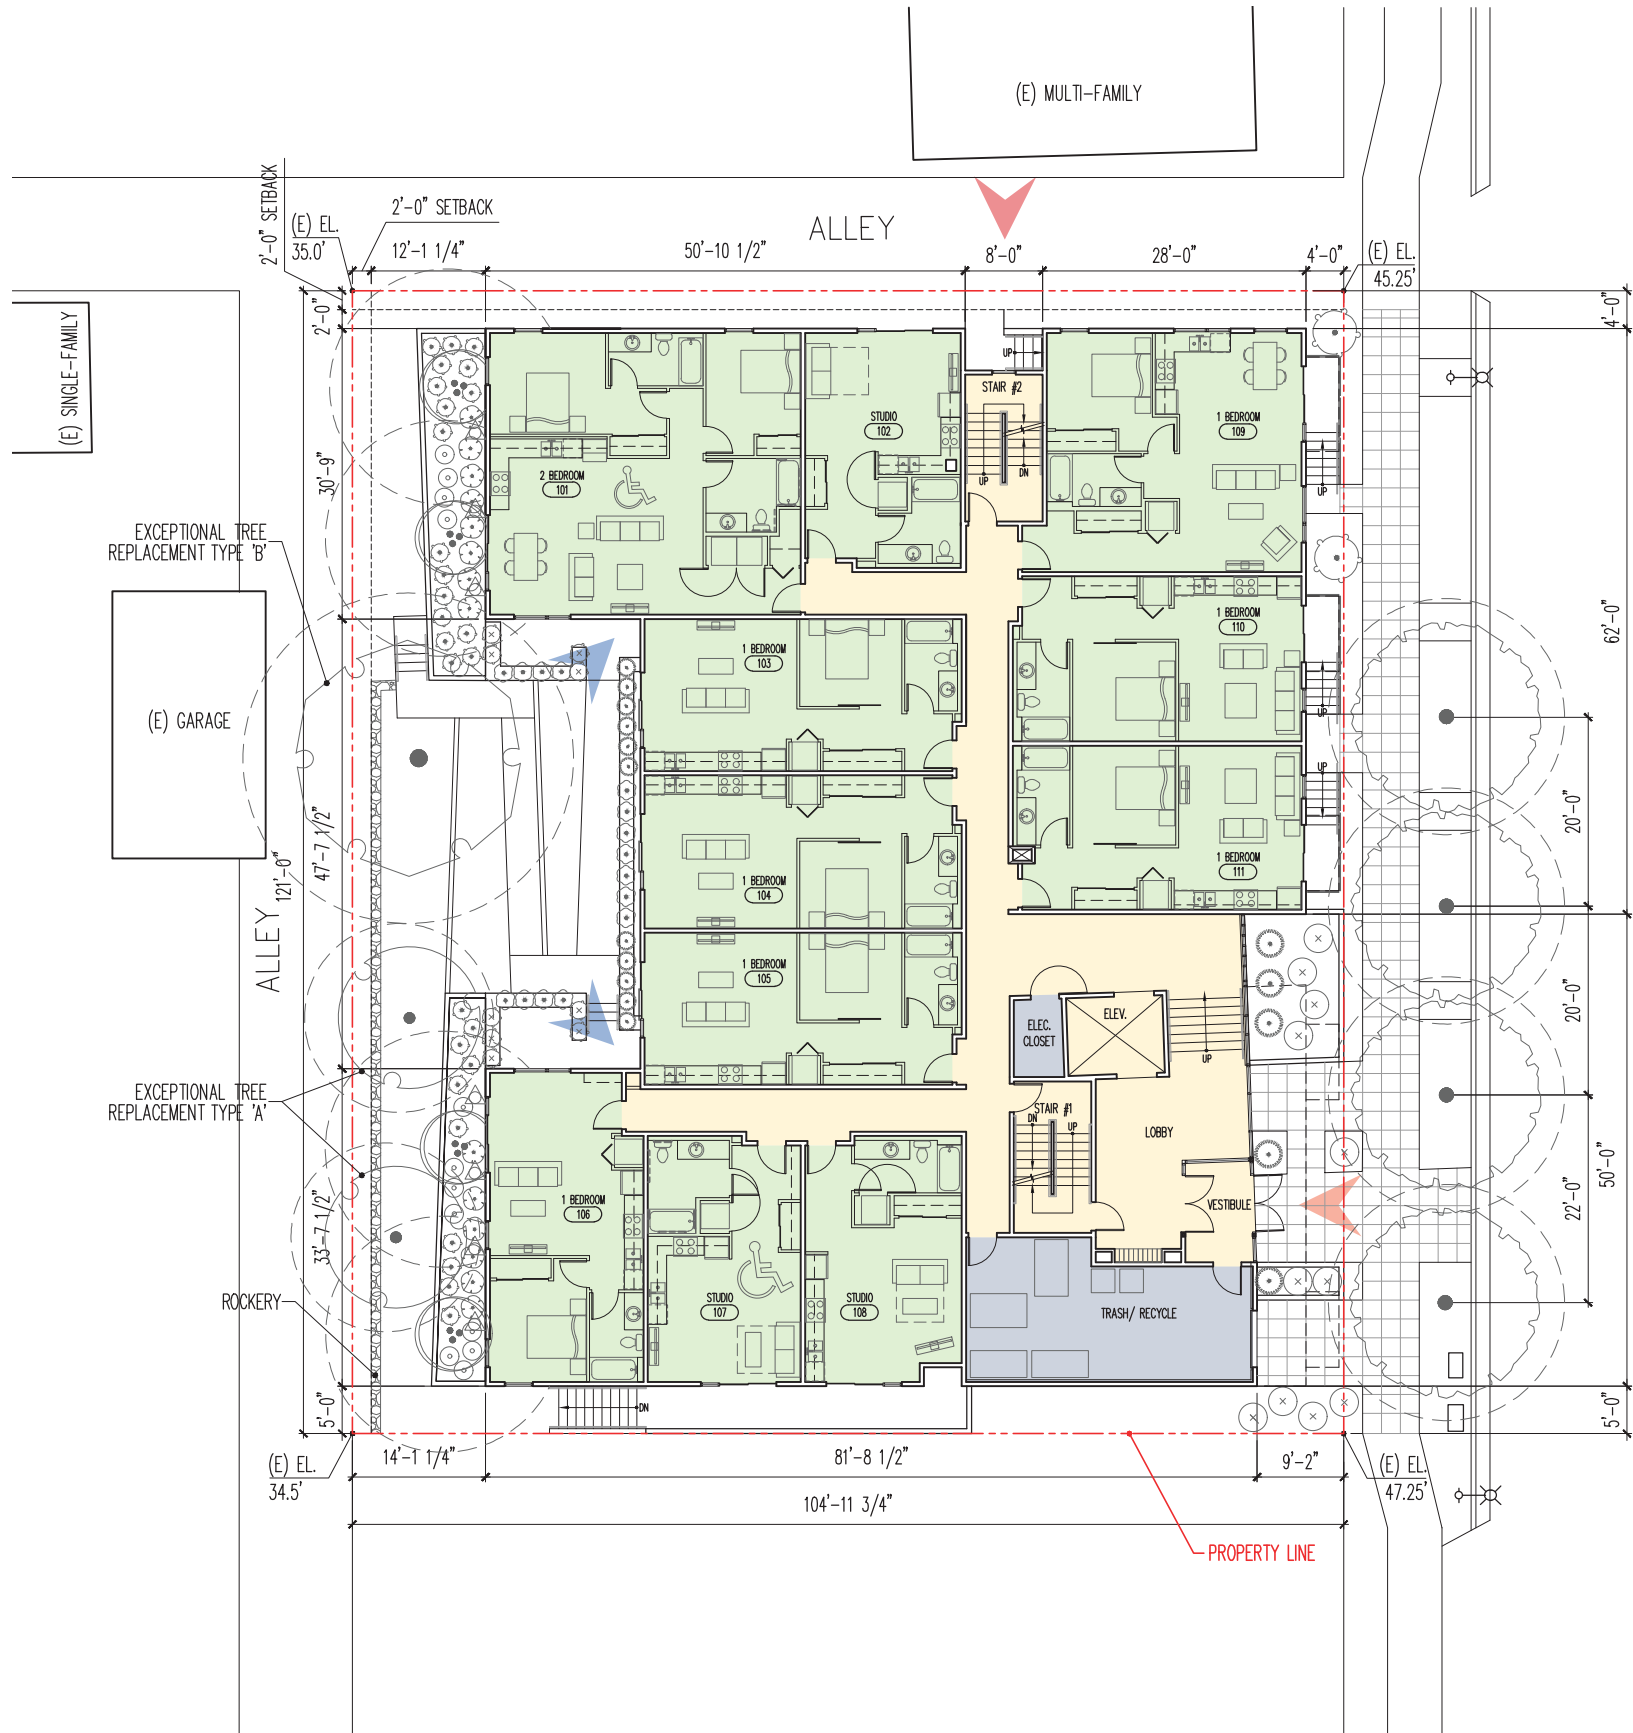 (E) MULTI-FAMILY
2'-0" SETBACK
2'-0" SETBACK
(E) EL.
35.0'
ALLEY
12'-1 1/4"
50'-10 1/2"
8'-0"
28'-0"
4'-0"
(E) EL.
45.25'
2'-0"
4'-0"
(E) SINGLE-FAMILY
UP
STAIR #2
UP
DN
STUDIO
102
1 BEDROOM
109
2 BEDROOM
101
UP
30'-9"
EXCEPTIONAL TREE
REPLACEMENT TYPE 'B'
62'-0"
1 BEDROOM
110
1 BEDROOM
103
UP
(E) GARAGE
UP
20'-0"
47'-7 1/2"
121'-0"
1 BEDROOM
104
1 BEDROOM
111
ALLEY
1 BEDROOM
105
20'-0"
ELEC.
CLOSET
ELEV.
UP
EXCEPTIONAL TREE
REPLACEMENT TYPE 'A'
STAIR #1
DN
UP
LOBBY
50'-0"
1 BEDROOM
106
VESTIBULE
22'-0"
33'-7 1/2"
ROCKERY
STUDIO
107
STUDIO
108
TRASH/ RECYCLE
DN
5'-0"
5'-0"
(E) EL.
34.5'
14'-1 1/4"
81'-8 1/2"
9'-2"
(E) EL.
47.25'
104'-11 3/4"
PROPERTY LINE